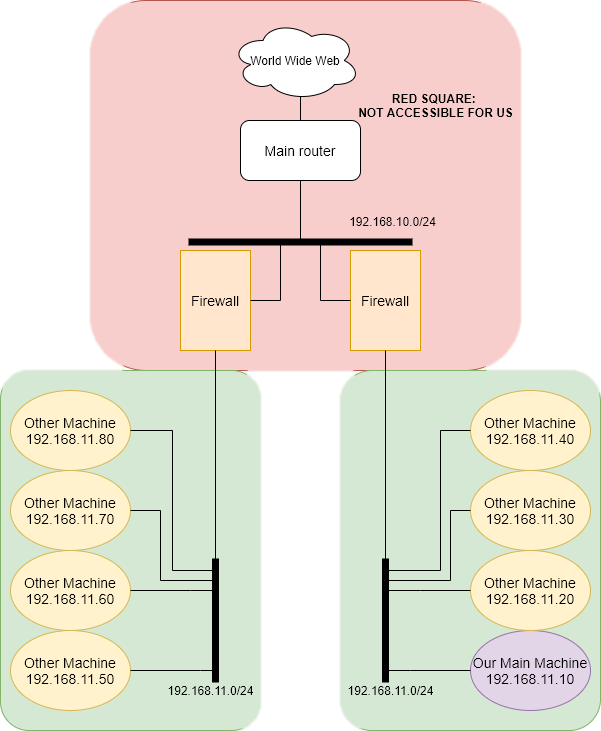 World Wide Web
RED SQUARE:
NOT ACCESSIBLE FOR US
Main router
192.168.10.0/24
Firewall
Firewall
Other Machine
192.168.11.80
Other Machine
192.168.11.70
Other Machine
192.168.11.60
Other Machine
192.168.11.50
192.168.11.0/24
Other Machine
192.168.11.40
Other Machine
192.168.11.30
Other Machine
192.168.11.20
Our Main Machine
192.168.11.10
192.168.11.0/24